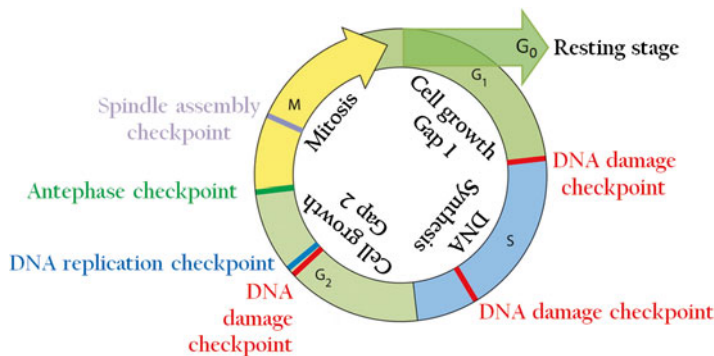 G0
Resting stage
G1
Cell growth
Gap 1
DNA damage
checkpoint
S
DNA
Synthesis
DNA damage checkpoint
G2
Cell growth
Gap 2
DNA
damage
checkpoint
DNA replication checkpoint
Antephase checkpoint
M
Mitosis
Spindle assembly
checkpoint